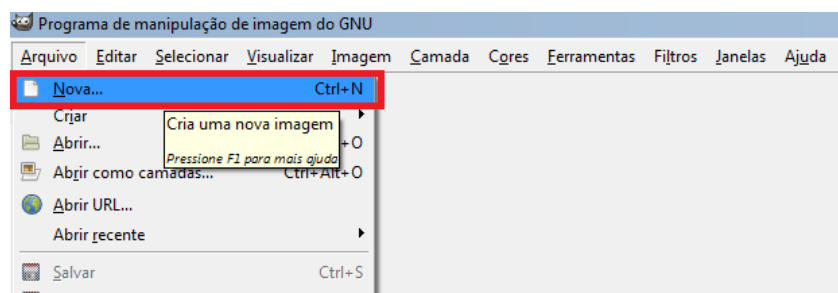 Programa de manipulação de imagem do GNU
Arquivo Editar Selecionar Visualizar Imagem Camada Cores Ferramentas Filtros Janelas Ajuda
Nova... Ctrl+N
Criar
Cria uma nova imagem
Pressione F1 para mais ajuda
Abrir... +O
Abrir como camadas... Ctrl+Alt+O
Abrir URL...
Abrir recente
Salvar Ctrl+S